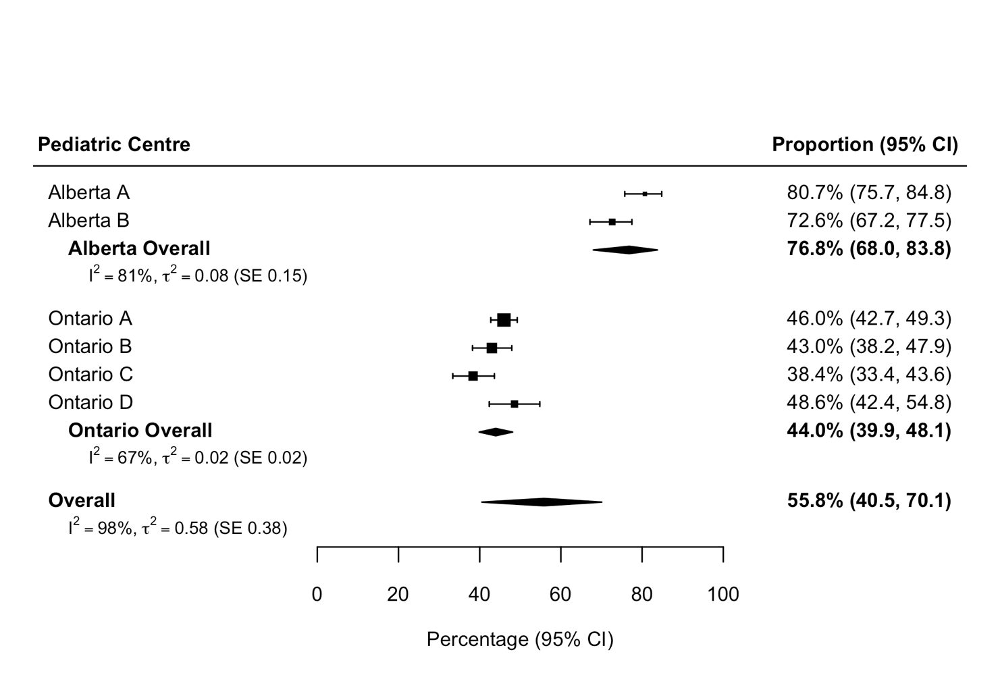 Pediatric Centre Proportion (95% CI)
Alberta A 80.7% (75.7, 84.8)
Alberta B 72.6% (67.2, 77.5)
Alberta Overall 76.8% (68.0, 83.8)
I² = 81%, τ² = 0.08 (SE 0.15)
Ontario A 46.0% (42.7, 49.3)
Ontario B 43.0% (38.2, 47.9)
Ontario C 38.4% (33.4, 43.6)
Ontario D 48.6% (42.4, 54.8)
Ontario Overall 44.0% (39.9, 48.1)
I² = 67%, τ² = 0.02 (SE 0.02)
Overall 55.8% (40.5, 70.1)
I² = 98%, τ² = 0.58 (SE 0.38)
0 20 40 60 80 100
Percentage (95% CI)